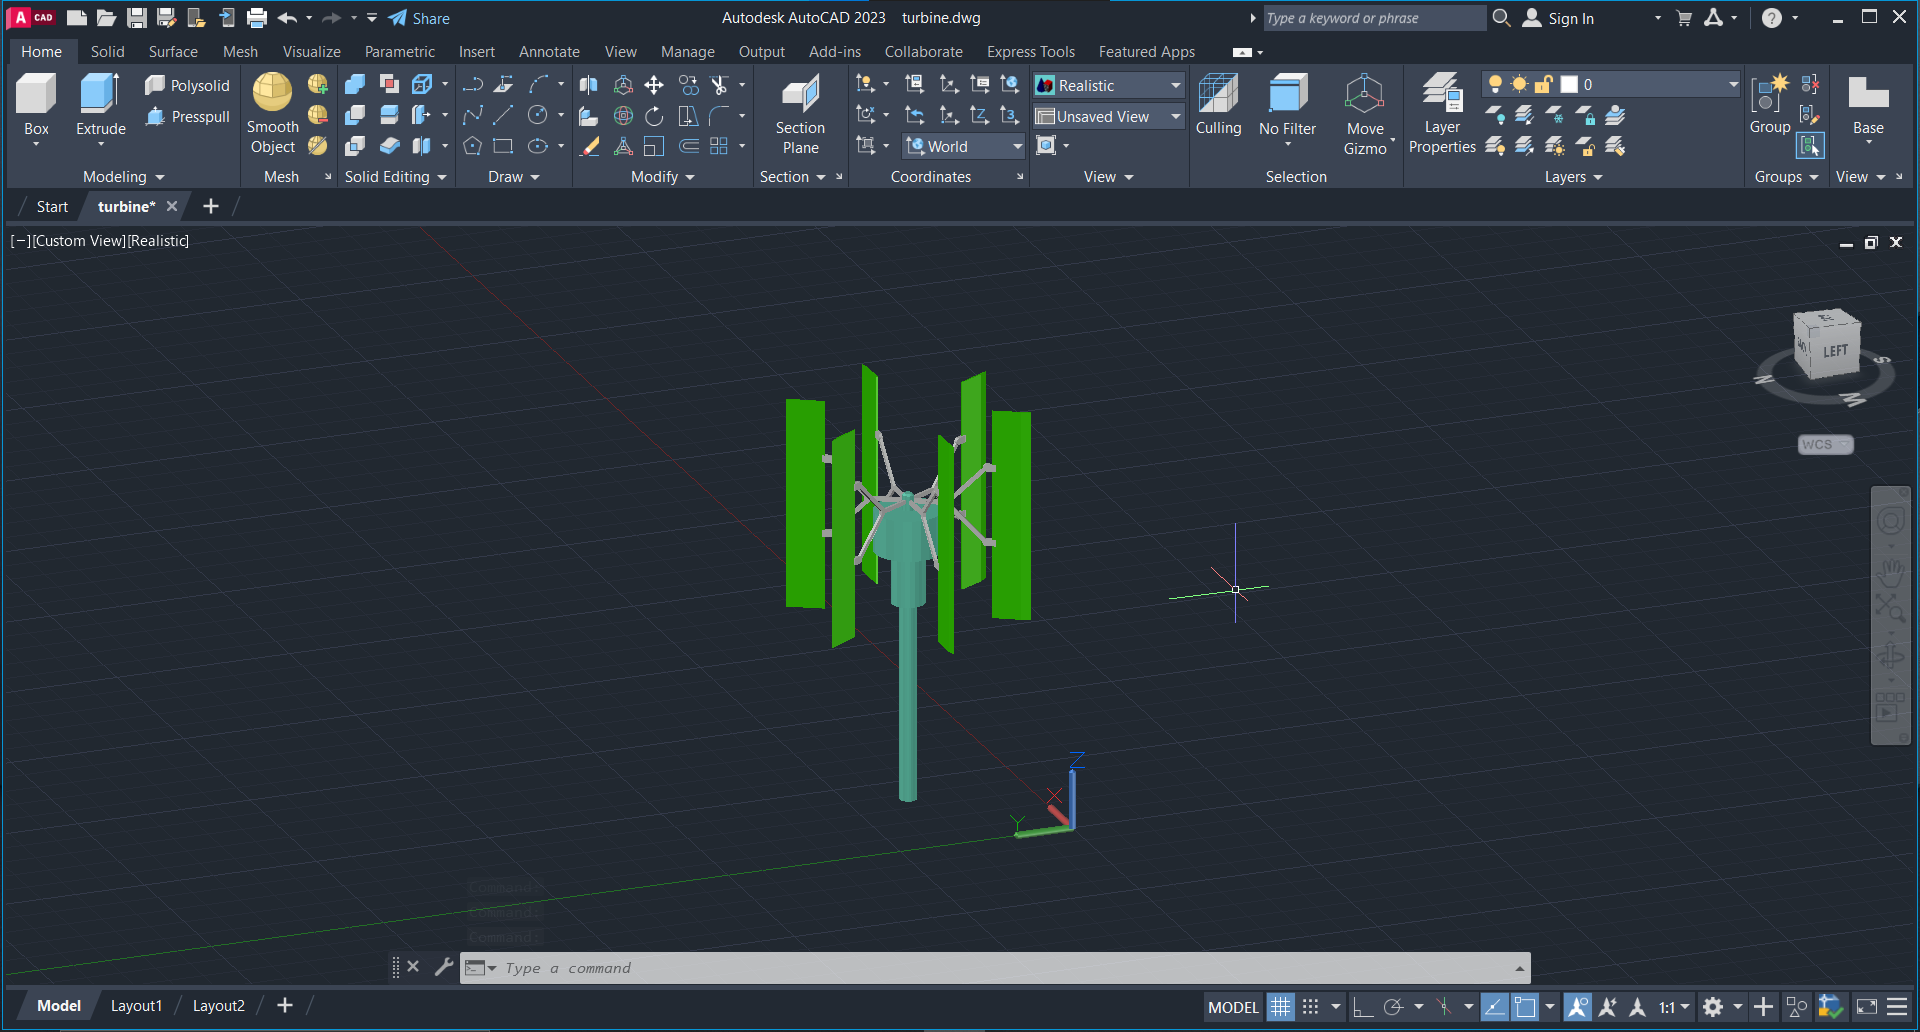 A CAD
Share
Autodesk AutoCAD 2023 turbine.dwg
Type a keyword or phrase
Sign In
Home Solid Surface Mesh Visualize Parametric Insert Annotate View Manage Output Add-ins Collaborate Express Tools Featured Apps
Box
Extrude
Polysolid
Presspull
Modeling
Smooth
Object
Mesh
Solid Editing
Draw
Modify
Section
Plane
Section
World
Coordinates
Realistic
Unsaved View
View
Culling
No Filter
Move
Gizmo
Selection
Layer
Properties
0
Layers
Group
Groups
Base
View
Start
turbine*
[−][Custom View][Realistic]
LEFT
S
N
W
WCS
Z
X
Y
Command:
Command:
Command:
Type a command
Model Layout1 Layout2
MODEL
1:1